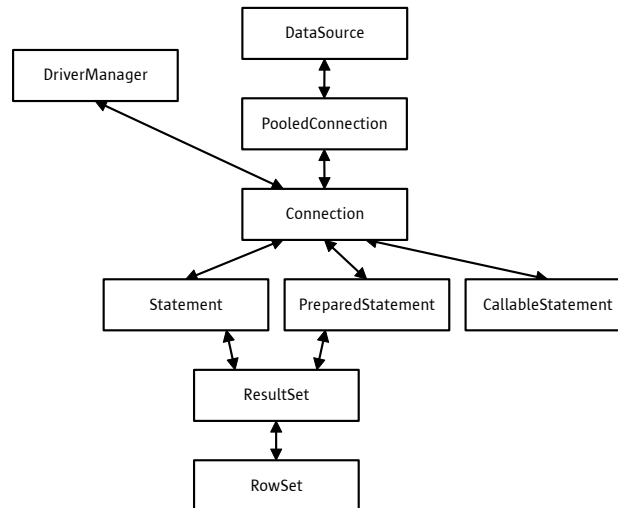 DataSource
DriverManager
PooledConnection
Connection
Statement
PreparedStatement
CallableStatement
ResultSet
RowSet